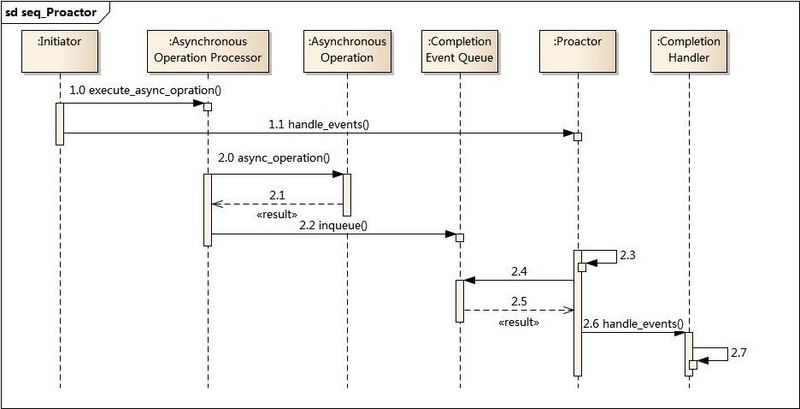 sd seq_Proactor
:Initiator
:Asynchronous
Operation Processor
:Asynchronous
Operation
:Completion
Event Queue
:Proactor
:Completion
Handler
1.0 execute_async_opration()
1.1 handle_events()
2.0 async_operation()
2.1
«result»
2.2 inqueue()
2.3
2.4
2.5
«result»
2.6 handle_events()
2.7